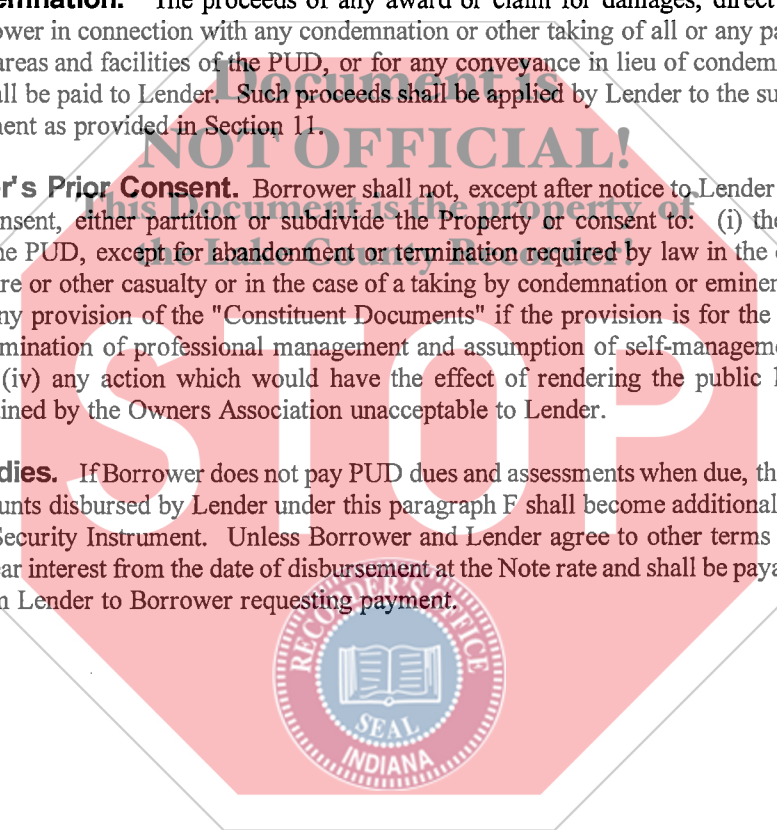 emnation. The proceeds of any award or claim for damages, direct
ower in connection with any condemnation or other taking of all or any pa
areas and facilities of the PUD, or for any conveyance in lieu of condem
all be paid to Lender. Such proceeds shall be applied by Lender to the su
nent as provided in Section 11.
Document is
NOT OFFICIAL!
This Document is the property of
the Lake County Recorder!
r's Prior Consent. Borrower shall not, except after notice to Lender
nsent, either partition or subdivide the Property or consent to: (i) the
he PUD, except for abandonment or termination required by law in the
re or other casualty or in the case of a taking by condemnation or eminen
ny provision of the "Constituent Documents" if the provision is for the
mination of professional management and assumption of self-manageme
(iv) any action which would have the effect of rendering the public
ined by the Owners Association unacceptable to Lender.
STOP
dies. If Borrower does not pay PUD dues and assessments when due, th
unts disbursed by Lender under this paragraph F shall become additional
Security Instrument. Unless Borrower and Lender agree to other terms
ear interest from the date of disbursement at the Note rate and shall be paya
m Lender to Borrower requesting payment.
RECORDER'S OFFICE
SEAL
INDIANA